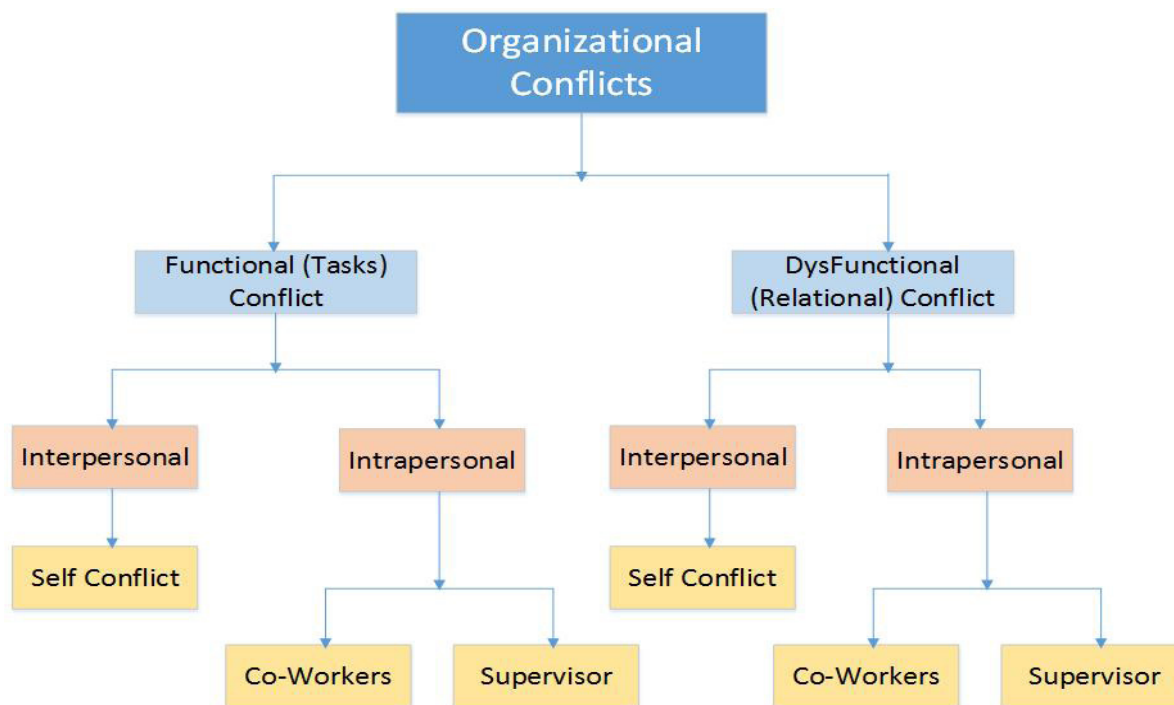 Organizational
Conflicts
Functional (Tasks)
Conflict
DysFunctional
(Relational) Conflict
Interpersonal
Intrapersonal
Interpersonal
Intrapersonal
Self Conflict
Self Conflict
Co-Workers
Supervisor
Co-Workers
Supervisor